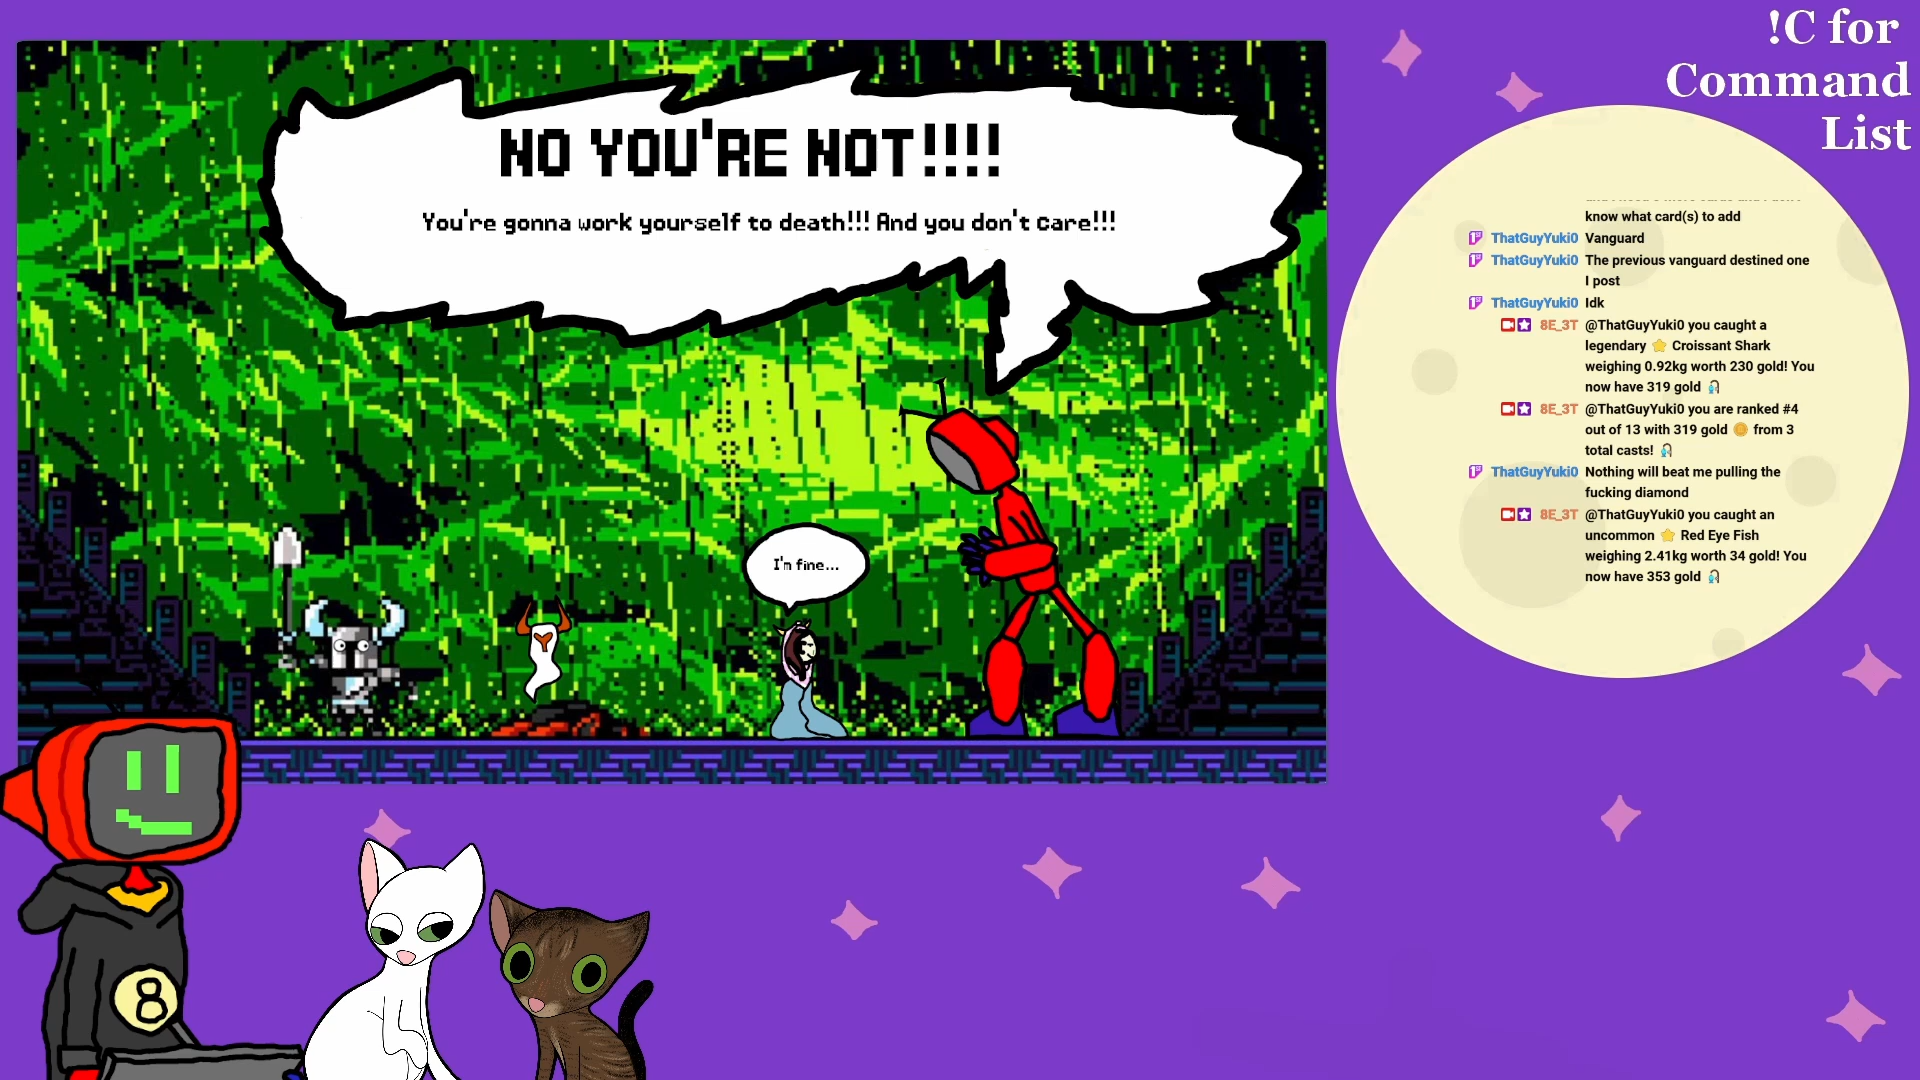 !C for
Command
List
NO YOU'RE NOT!!!!
You're gonna work yourself to death!!! And you don't care!!!
I'm fine...
8
know what card(s) to add
ThatGuyYuki0 Vanguard
ThatGuyYuki0 The previous vanguard destined one
I post
ThatGuyYuki0 Idk
8E_3T @ThatGuyYuki0 you caught a
legendary ⭐ Croissant Shark
weighing 0.92kg worth 230 gold! You
now have 319 gold 🎣
8E_3T @ThatGuyYuki0 you are ranked #4
out of 13 with 319 gold 🪙 from 3
total casts! 🎣
ThatGuyYuki0 Nothing will beat me pulling the
fucking diamond
8E_3T @ThatGuyYuki0 you caught an
uncommon ⭐ Red Eye Fish
weighing 2.41kg worth 34 gold! You
now have 353 gold 🎣